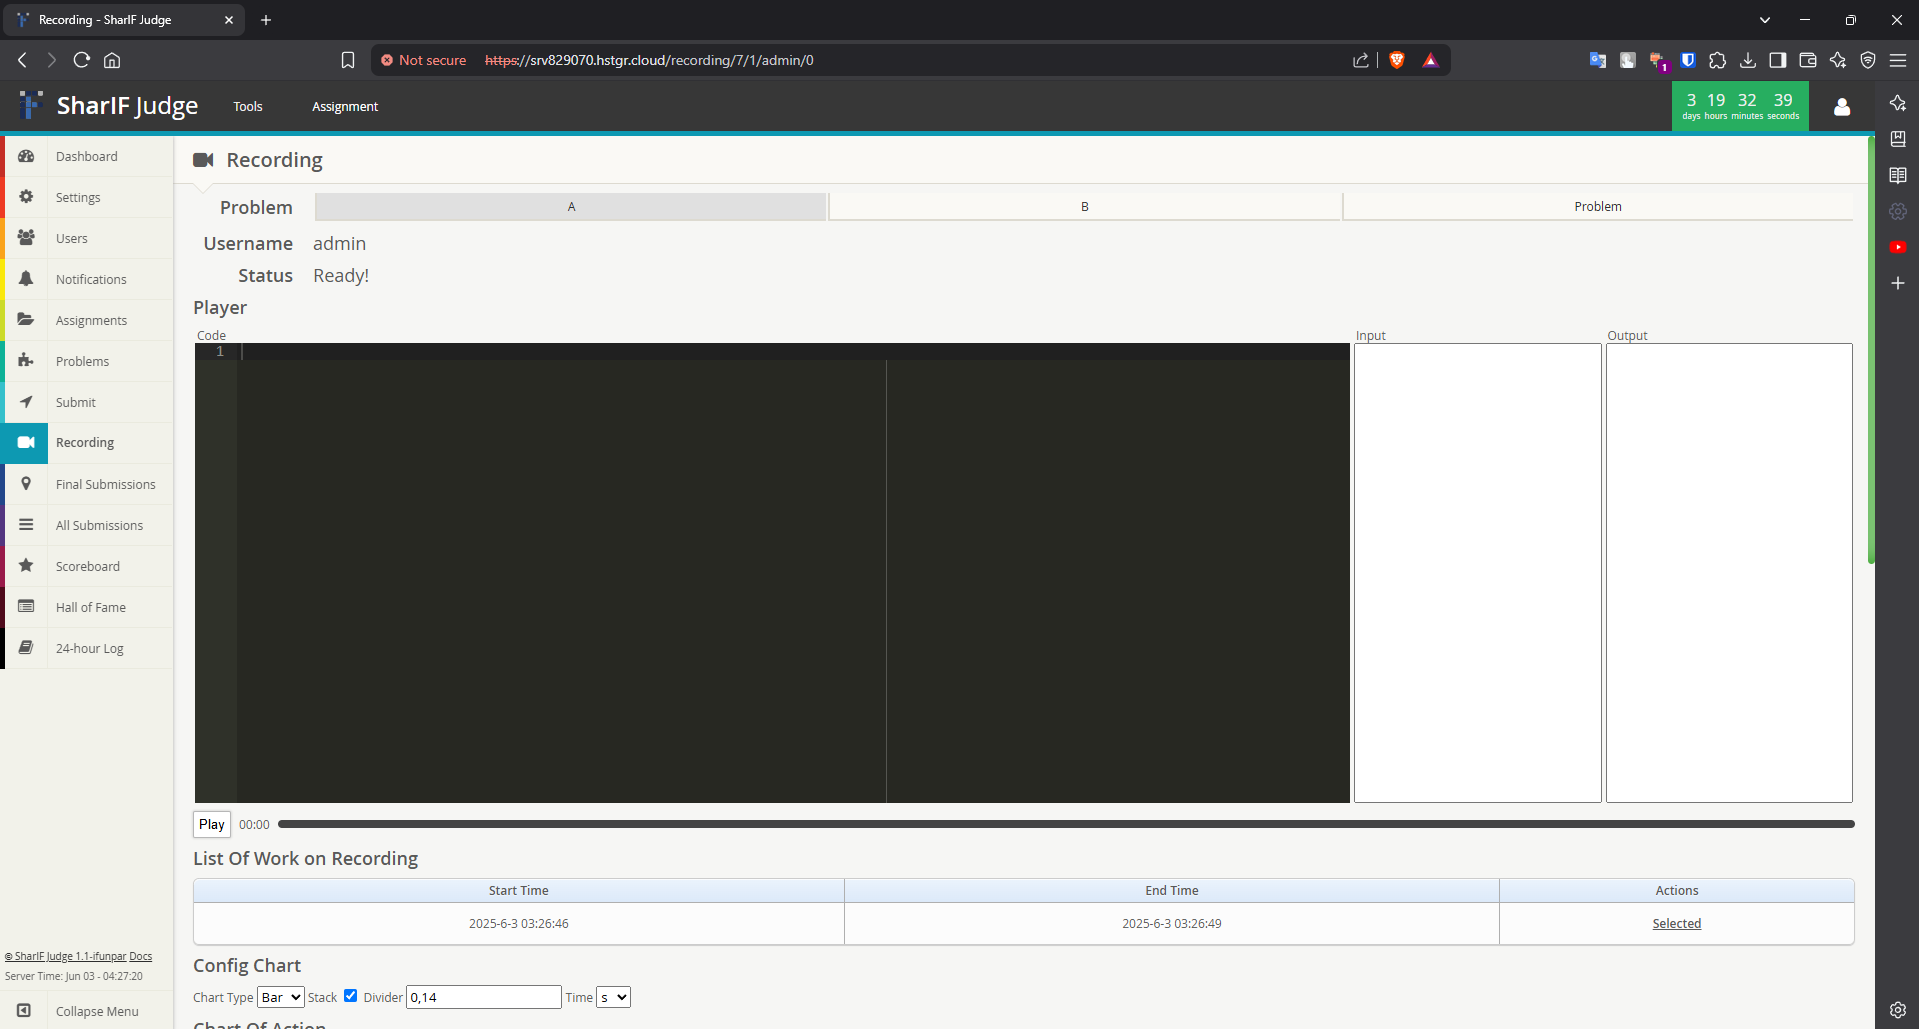 Recording - SharIF Judge
Not secure https://srv829070.hstgr.cloud/recording/7/1/admin/0
1
SharIF Judge
Tools
Assignment
3 19 32 39
days hours minutes seconds
Dashboard
Settings
Users
Notifications
Assignments
Problems
Submit
Recording
Final Submissions
All Submissions
Scoreboard
Hall of Fame
24-hour Log
© SharIF Judge 1.1-ifunpar Docs
Server Time: Jun 03 - 04:27:20
Collapse Menu
Recording
Problem A B Problem
Username admin
Status Ready!
Player
Code Input Output
1
Play 00:00
List Of Work on Recording
Start Time End Time Actions
2025-6-3 03:26:46 2025-6-3 03:26:49 Selected
Config Chart
Chart Type Bar Stack Divider 0,14 Time s
Chart Of Action